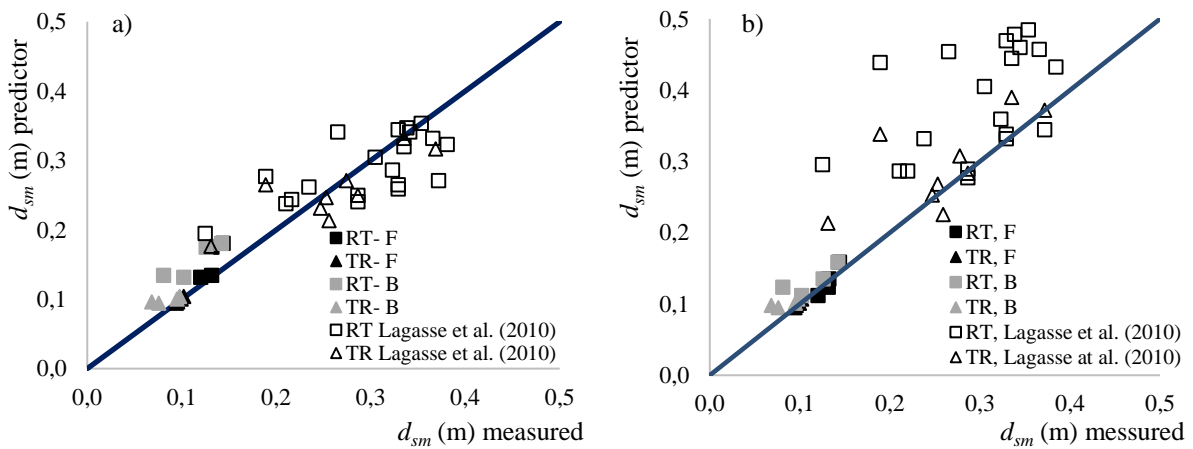 a)
0,5
0,4
0,3
0,2
0,1
0,0
d_sm (m) predictor
RT- F
TR- F
RT- B
TR- B
RT Lagasse et al. (2010)
TR Lagasse et al. (2010)
0,0 0,1 0,2 0,3 0,4 0,5
d_sm (m) measured
b)
0,5
0,4
0,3
0,2
0,1
0,0
d_sm (m) predictor
RT, F
TR, F
RT, B
TR, B
RT, Lagasse et al. (2010)
TR, Lagasse at al. (2010)
0,0 0,1 0,2 0,3 0,4 0,5
d_sm (m) messured